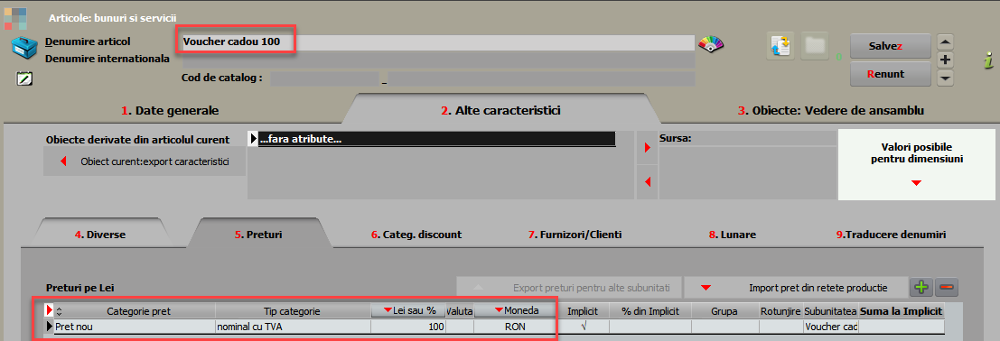 Articole: bunuri si servicii
Denumire articol Voucher cadou 100
Denumire internationala
Cod de catalog : _
0
Salvez
Renunt
1. Date generale 2. Alte caracteristici 3. Obiecte: Vedere de ansamblu
Obiecte derivate din articolul curent ...fara atribute... Sursa:
Obiect curent:export caracteristici
Valori posibile
pentru dimensiuni
4. Diverse 5. Preturi 6. Categ. discount 7. Furnizori/Clienti 8. Lunare 9.Traducere denumiri
Preturi pe Lei Export preturi pentru alte subunitati Import pret din retete productie
Categorie pret Tip categorie Lei sau % Valuta Moneda Implicit % din Implicit Grupa Rotunjire Subunitatea Suma la Implicit
Pret nou nominal cu TVA 100 RON √ Voucher cad